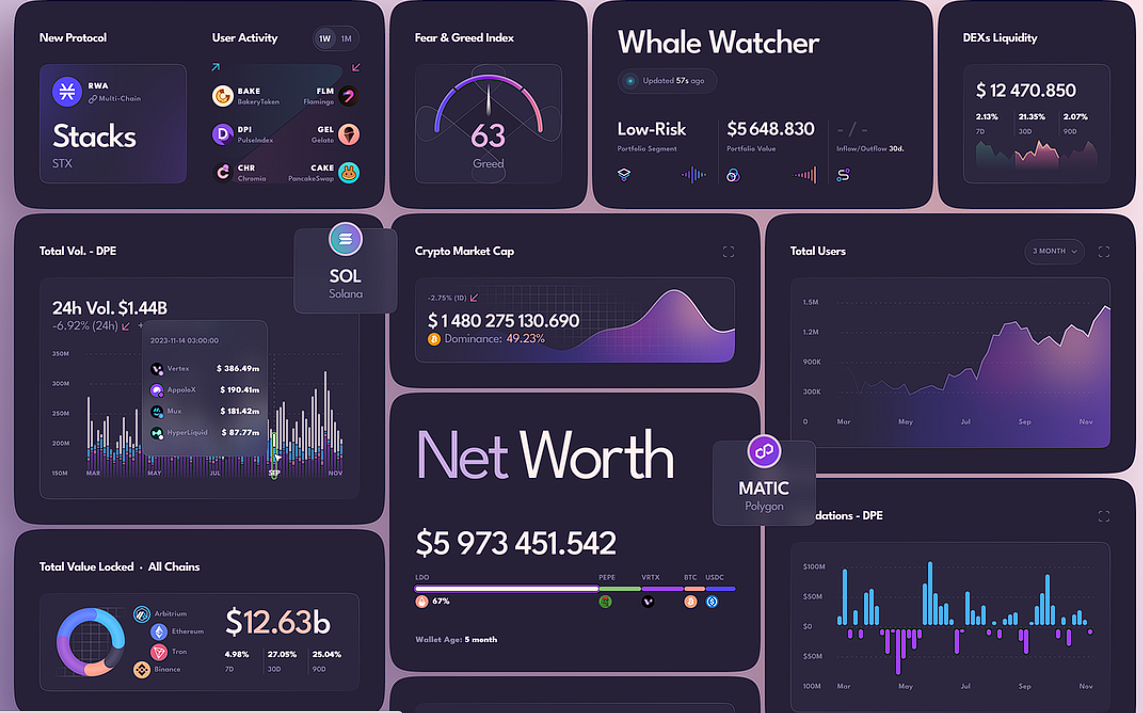 New Protocol
RWA
Multi-Chain
Stacks
STX
User Activity
1W 1M
BAKE
BakeryToken
FLM
Flamingo
DPI
PulseIndex
GEL
Gelato
CHR
Chromia
CAKE
PancakeSwap
Fear & Greed Index
63
Greed
Whale Watcher
Updated 57s ago
Low-Risk
Portfolio Segment
$5 648.830
Portfolio Value
- / -
Inflow/Outflow 30d.
DEXs Liquidity
$ 12 470.850
2.13% 21.35% 2.07%
7D 30D 90D
Total Vol. - DPE
24h Vol. $1.44B
-6.92% (24h)
SOL
Solana
2023-11-14 03:00:00
Vertex $ 386.49m
AppoloX $ 190.41m
Mux $ 181.42m
HyperLiquid $ 87.77m
350M
300M
250M
200M
150M
MAR MAY JUL SEP NOV
Crypto Market Cap
-2.75% (1D)
$ 1 480 275 130.690
Dominance: 49.23%
Total Users
3 MONTH
1.5M
1.2M
900K
300K
0
Mar May Jul Sep Nov
Net Worth
$5 973 451.542
LDO PEPE VRTX BTC USDC
67%
Wallet Age: 5 month
MATIC
Polygon
Total Value Locked · All Chains
Arbitrium
Ethereum
Tron
Binance
$12.63b
4.98% 27.05% 25.04%
7D 30D 90D
dations - DPE
$100M
$50M
$0
$50M
100M
Mar May Jul Sep Nov